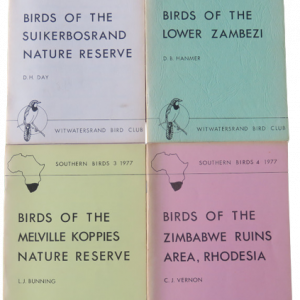 BIRDS OF THE
SUIKERBOSRAND
NATURE RESERVE
D.H. DAY
WITWATERSRAND BIRD CLUB
BIRDS OF THE
LOWER ZAMBEZI
D.B. HANMER
WITWATERSRAND BIRD CLUB
SOUTHERN BIRDS 3 1977
BIRDS OF THE
MELVILLE KOPPIES
NATURE RESERVE
L.J. BUNNING
SOUTHERN BIRDS 4 1977
BIRDS OF THE
ZIMBABWE RUINS
AREA, RHODESIA
C.J. VERNON